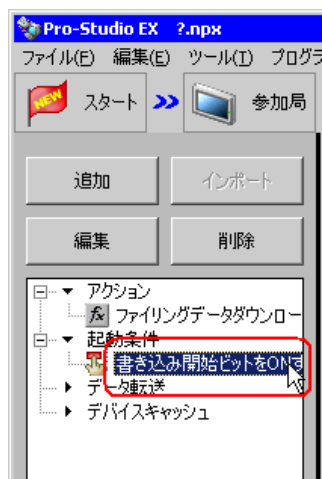 Pro-Studio EX ?.npx
ファイル(F) 編集(E) ツール(T) プログラ
NEW スタート 参加局
追加 インポート
編集 削除
アクション
fx ファイリングデータダウンロー
起動条件
書き込み開始ビットをONす
データ転送
デバイスキャッシュ